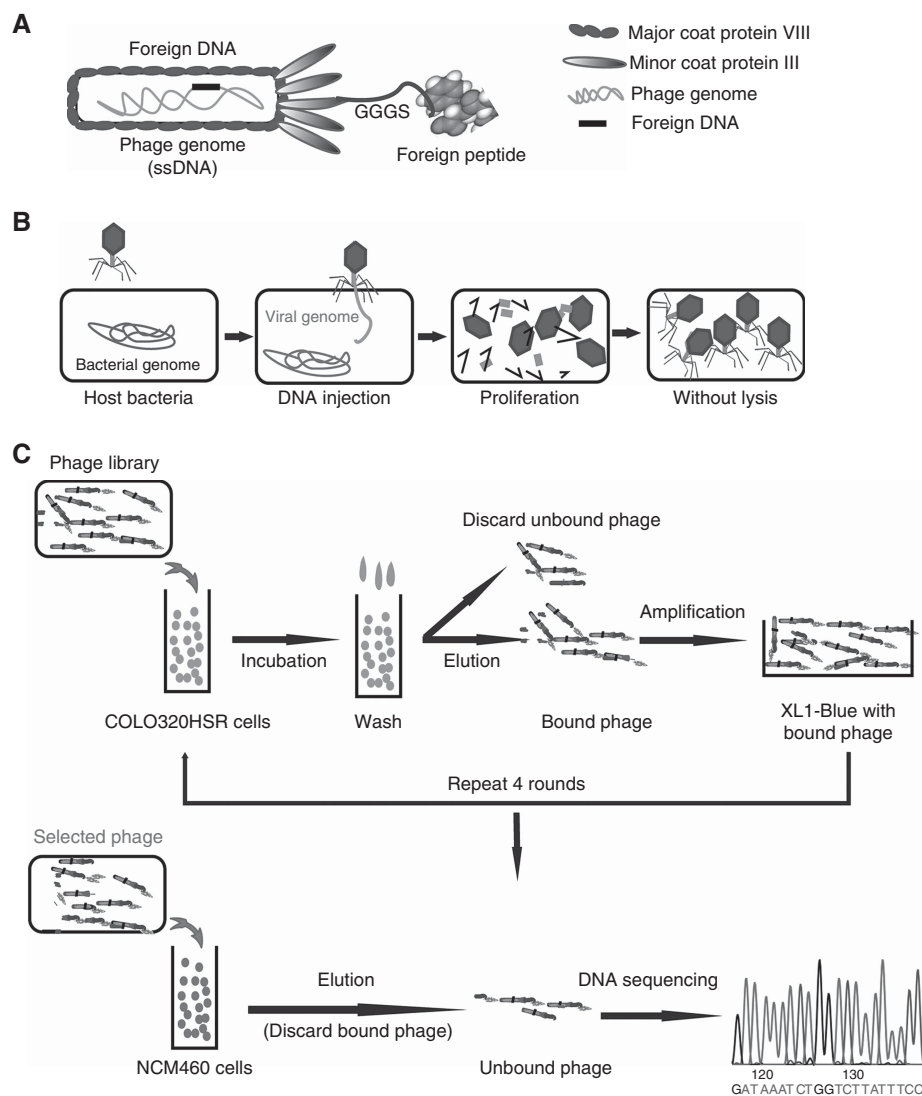 A
Foreign DNA
GGGS
Phage genome
(ssDNA)
Foreign peptide
Major coat protein VIII
Minor coat protein III
Phage genome
Foreign DNA
B
Bacterial genome
Viral genome
Host bacteria
DNA injection
Proliferation
Without lysis
C
Phage library
Discard unbound phage
Incubation
Elution
Amplification
COLO320HSR cells
Wash
Bound phage
XL1-Blue with
bound phage
Repeat 4 rounds
Selected phage
Elution
(Discard bound phage)
DNA sequencing
NCM460 cells
Unbound phage
120 130
GATAAATCTGGTCTTATTTCC